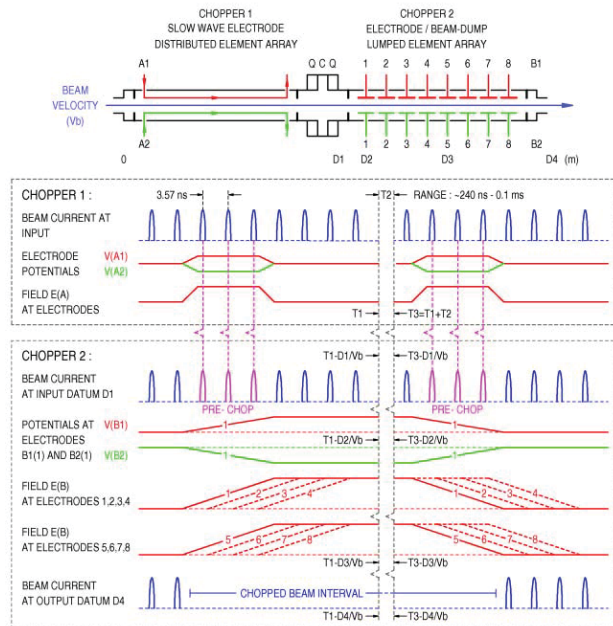 CHOPPER 1
SLOW WAVE ELECTRODE
DISTRIBUTED ELEMENT ARRAY
CHOPPER 2
ELECTRODE / BEAM-DUMP
LUMPED ELEMENT ARRAY
A1
Q C Q
1 2 3 4 5 6 7 8 B1
BEAM
VELOCITY
(Vb)
A2
1 2 3 4 5 6 7 8 B2
0 D1 D2 D3 D4 (m)
CHOPPER 1 :
3.57 ns
T2
RANGE : ~240 ns - 0.1 ms
BEAM CURRENT AT
INPUT
ELECTRODE V(A1)
POTENTIALS V(A2)
FIELD E(A)
AT ELECTRODES
T1 T3=T1+T2
CHOPPER 2 :
T1-D1/Vb T3-D1/Vb
BEAM CURRENT
AT INPUT DATUM D1
PRE- CHOP PRE- CHOP
POTENTIALS AT V(B1)
ELECTRODES
B1(1) AND B2(1) V(B2)
1 1
T1-D2/Vb T3-D2/Vb
1 1
FIELD E(B)
AT ELECTRODES 1,2,3,4
1 2 3 4 1 2 3 4
FIELD E(B)
AT ELECTRODES 5,6,7,8
5 6 7 8 5 6 7 8
T1-D3/Vb T3-D3/Vb
BEAM CURRENT
AT OUTPUT DATUM D4
CHOPPED BEAM INTERVAL
T1-D4/Vb T3-D4/Vb